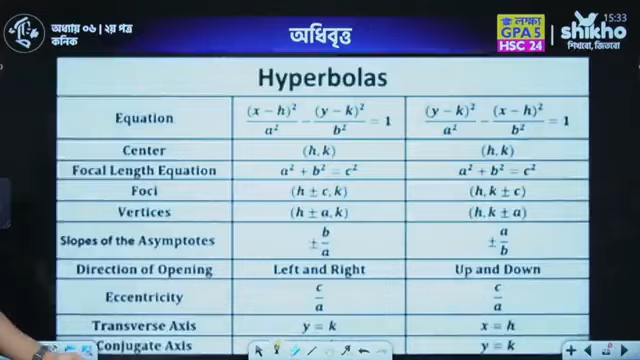 অধ্যায় ০৬ | ২য় পত্র
কনিক
অধিবৃত্ত
লক্ষ্য
GPA 5
HSC 24
15:33
shikho
শিখবো, জিতবো
Hyperbolas
Equation (x − h)²/a² − (y − k)²/b² = 1 (y − k)²/a² − (x − h)²/b² = 1
Center (h, k) (h, k)
Focal Length Equation a² + b² = c² a² + b² = c²
Foci (h ± c, k) (h, k ± c)
Vertices (h ± a, k) (h, k ± a)
Slopes of the Asymptotes ± b/a ± a/b
Direction of Opening Left and Right Up and Down
Eccentricity c/a c/a
Transverse Axis y = k x = h
Conjugate Axis y = k